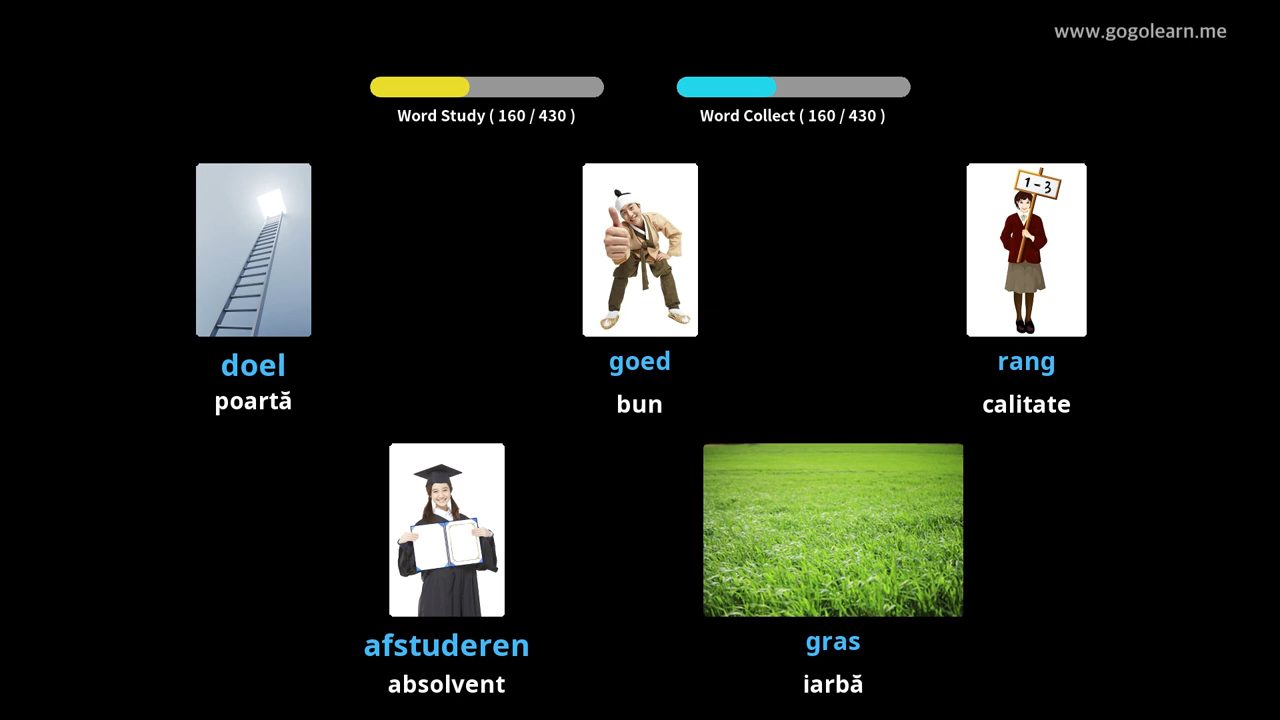 www.gogolearn.me
Word Study ( 160 / 430 )
Word Collect ( 160 / 430 )
1-3
doel
poartă
goed
bun
rang
calitate
afstuderen
absolvent
gras
iarbă